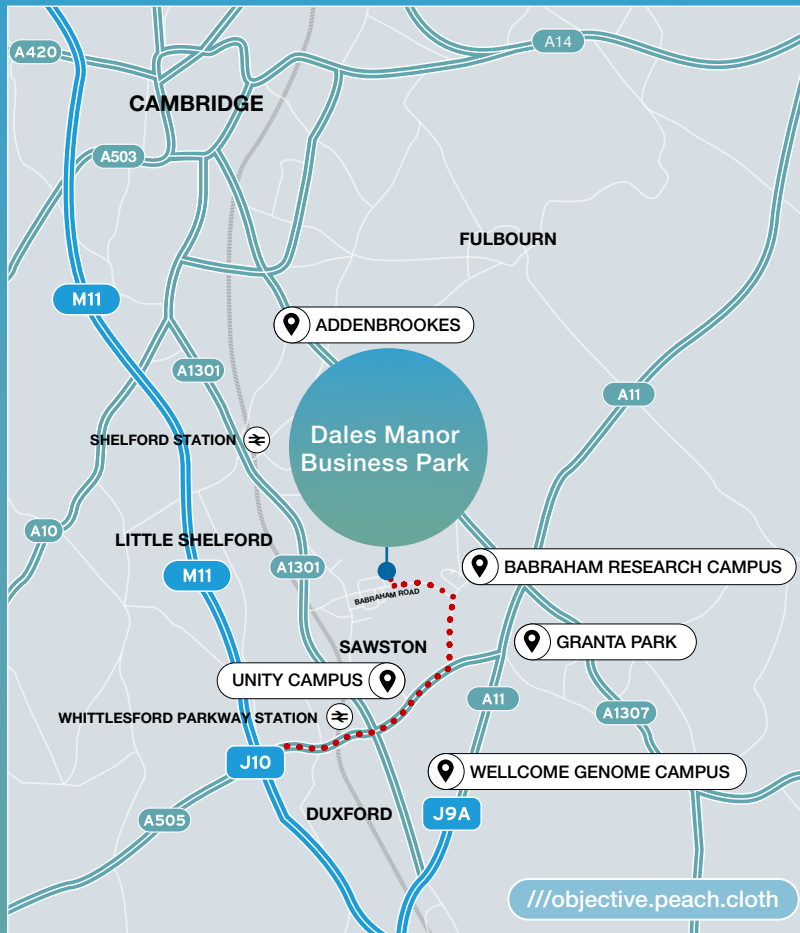 A420
A14
CAMBRIDGE
A503
FULBOURN
M11
ADDENBROOKES
A1301
A11
Dales Manor
Business Park
SHELFORD STATION
A10
LITTLE SHELFORD
M11
A1301
BABRAHAM RESEARCH CAMPUS
BABRAHAM ROAD
SAWSTON
GRANTA PARK
UNITY CAMPUS
A11
A1307
WHITTLESFORD PARKWAY STATION
J10
WELLCOME GENOME CAMPUS
A505
DUXFORD
J9A
///objective.peach.cloth